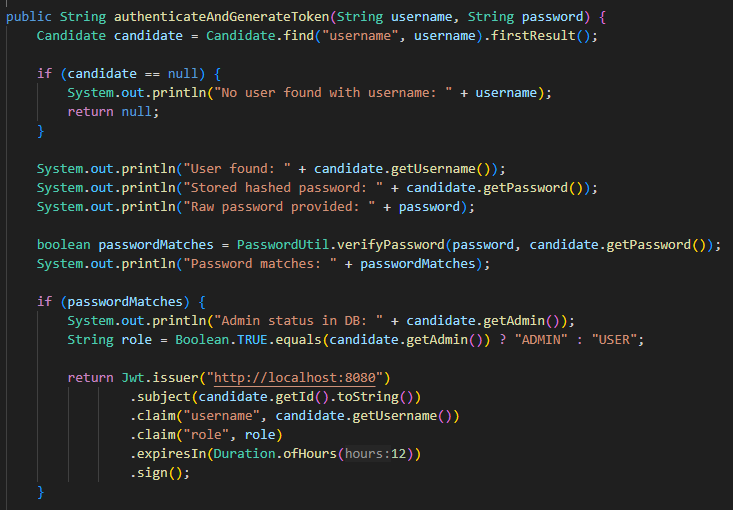 public String authenticateAndGenerateToken(String username, String password) {
    Candidate candidate = Candidate.find("username", username).firstResult();
    if (candidate == null) {
        System.out.println("No user found with username: " + username);
        return null;
    }
    System.out.println("User found: " + candidate.getUsername());
    System.out.println("Stored hashed password: " + candidate.getPassword());
    System.out.println("Raw password provided: " + password);
    boolean passwordMatches = PasswordUtil.verifyPassword(password, candidate.getPassword());
    System.out.println("Password matches: " + passwordMatches);
    if (passwordMatches) {
        System.out.println("Admin status in DB: " + candidate.getAdmin());
        String role = Boolean.TRUE.equals(candidate.getAdmin()) ? "ADMIN" : "USER";
        return Jwt.issuer("http://localhost:8080")
                .subject(candidate.getId().toString())
                .claim("username", candidate.getUsername())
                .claim("role", role)
                .expiresIn(Duration.ofHours(hours:12))
                .sign();
    }